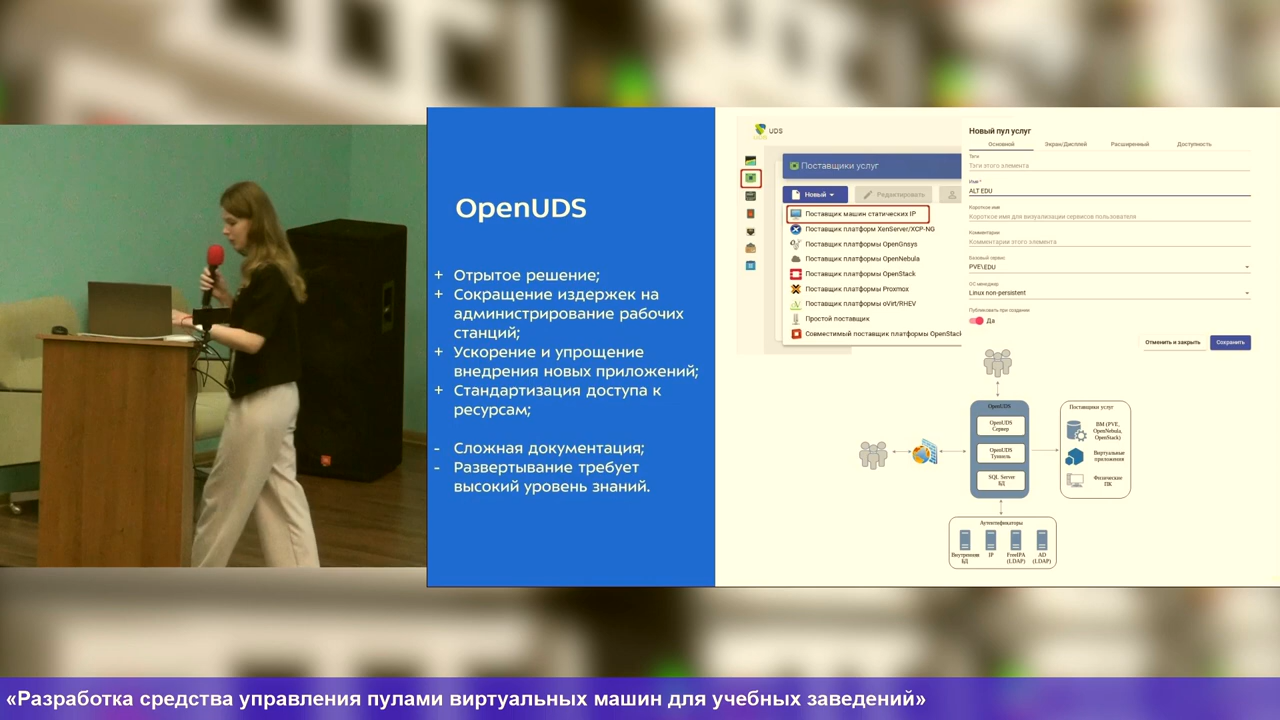 OpenUDS
+ Отрытое решение;
+ Сокращение издержек на
администрирование рабочих
станций;
+ Ускорение и упрощение
внедрения новых приложений;
+ Стандартизация доступа к
ресурсам;
- Сложная документация;
- Развертывание требует
высокий уровень знаний.
UDS
Поставщики услуг
Новый
Редактировать
Поставщик машин статических IP
Поставщик платформ XenServer/XCP-NG
Поставщик платформы OpenGnsys
Поставщик платформы OpenNebula
Поставщик платформы OpenStack
Поставщик платформы Proxmox
Поставщик платформы oVirt/RHEV
Простой поставщик
Совместимый поставщик платформы OpenStack
Новый пул услуг
Основной
Экран/Дисплей
Расширенный
Доступность
Тэги
Тэги этого элемента
Имя *
ALT EDU
Короткое имя
Короткое имя для визуализации сервисов пользователя
Комментарии
Комментарии этого элемента
Базовый сервис
PVE\EDU
ОС менеджер
Linux non-persistent
Публиковать при создании
Да
Отменить и закрыть
Сохранить
OpenUDS
OpenUDS
Сервер
OpenUDS
Туннель
SQL Server
БД
Поставщики услуг
ВМ (PVE,
OpenNebula,
OpenStack)
Виртуальные
приложения
Физические
ПК
Аутентификаторы
Внутренняя
БД
IP
FreeIPA
(LDAP)
AD
(LDAP)
«Разработка средства управления пулами виртуальных машин для учебных заведений»